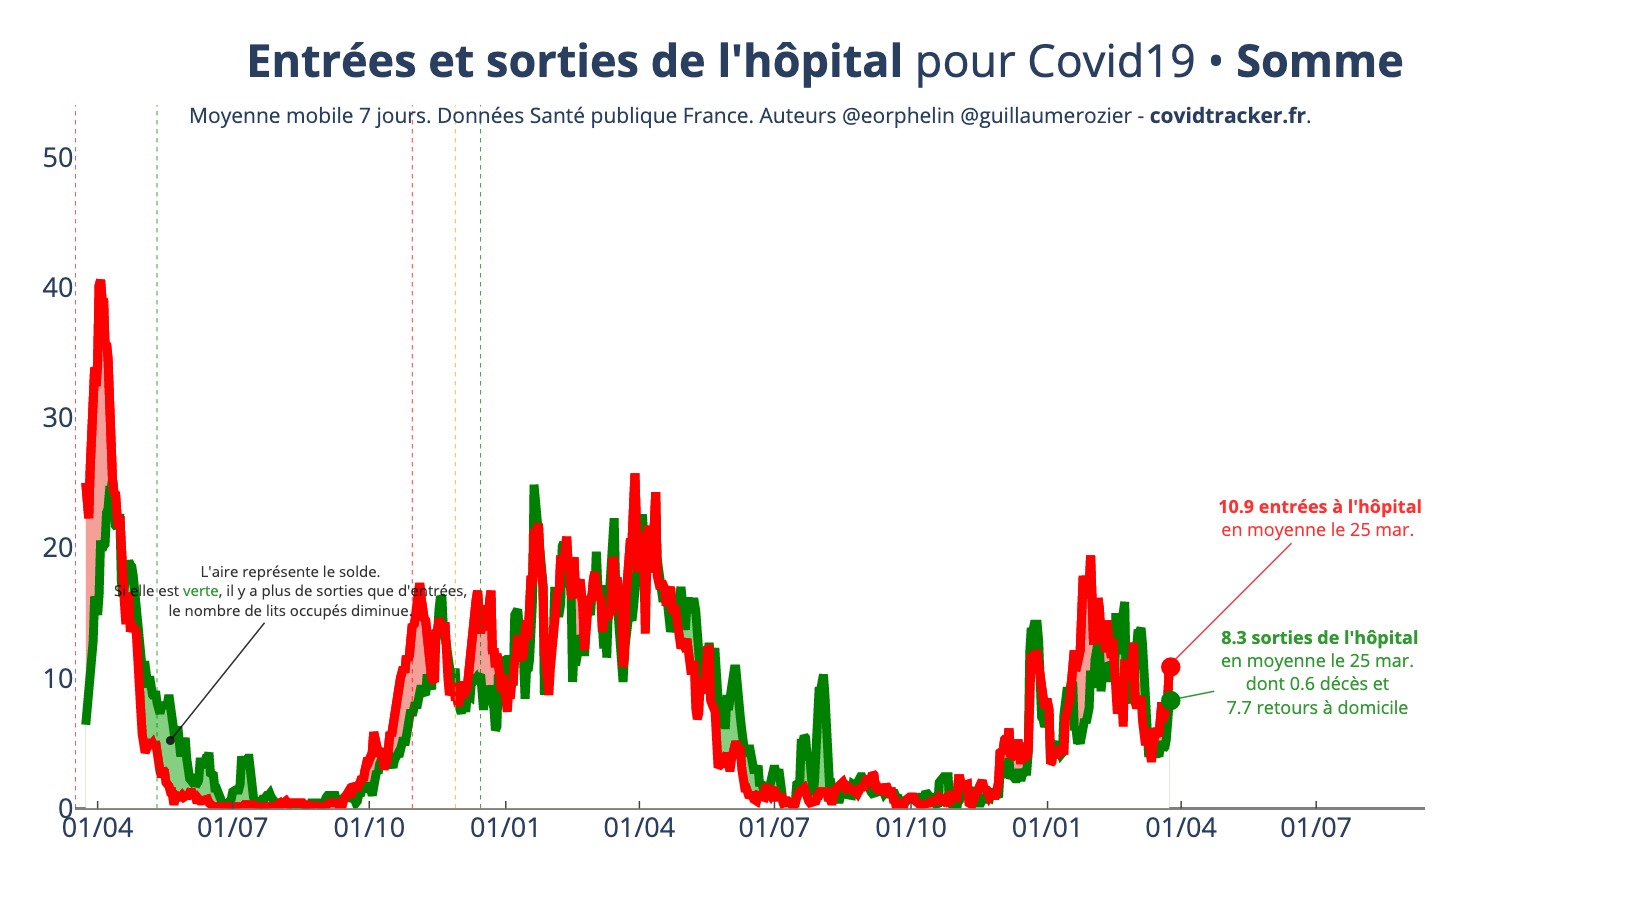 Entrées et sorties de l'hôpital pour Covid19 • Somme
Moyenne mobile 7 jours. Données Santé publique France. Auteurs @eorphelin @guillaumerozier - covidtracker.fr.
50
40
30
20
10
0
10.9 entrées à l'hôpital
en moyenne le 25 mar.
L'aire représente le solde.
Si elle est verte, il y a plus de sorties que d'entrées,
le nombre de lits occupés diminue.
8.3 sorties de l'hôpital
en moyenne le 25 mar.
dont 0.6 décès et
7.7 retours à domicile
01/04 01/07 01/10 01/01 01/04 01/07 01/10 01/01 01/04 01/07